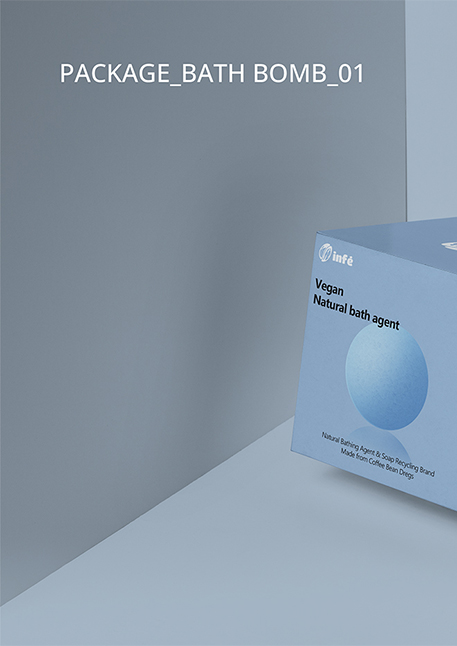 PACKAGE_BATH BOMB_01
infé
Vegan
Natural bath agent
Natural Bathing Agent & Soap Recycling Brand
Made from Coffee Bean Dregs